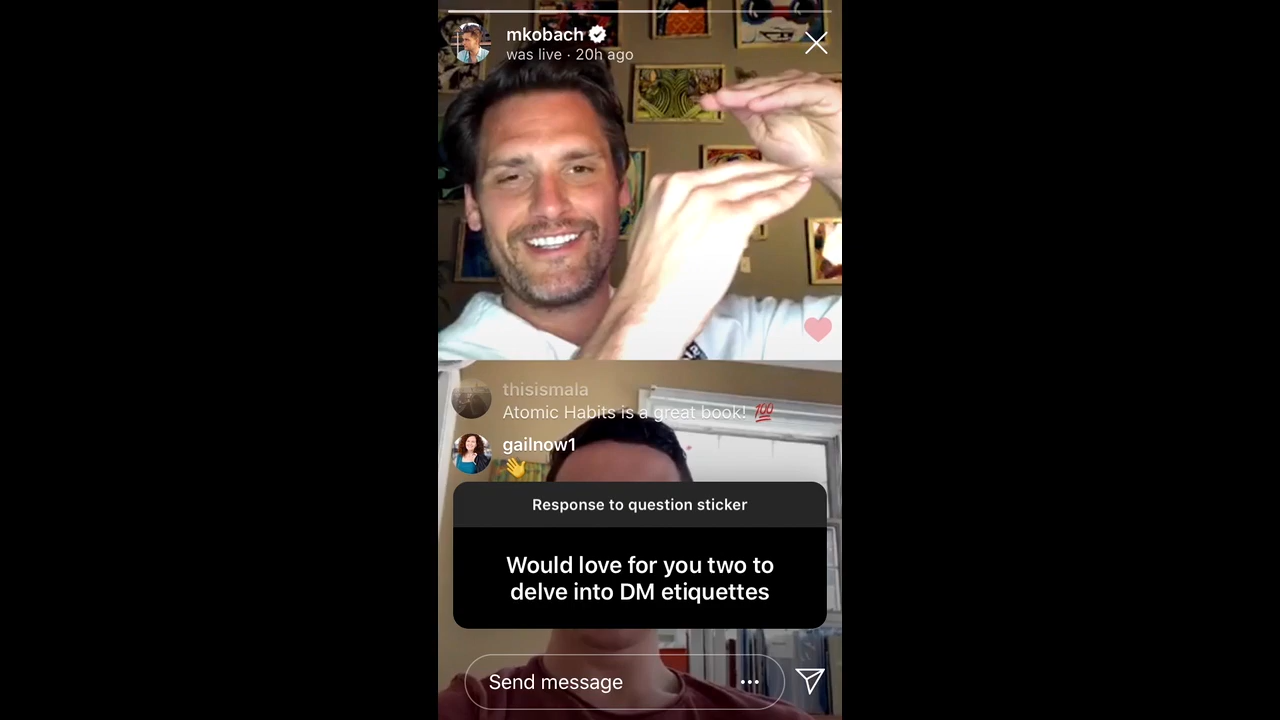 mkobach
was live · 20h ago
thisismala
Atomic Habits is a great book! 💯
gailnow1
👋
Response to question sticker
Would love for you two to
delve into DM etiquettes
Send message